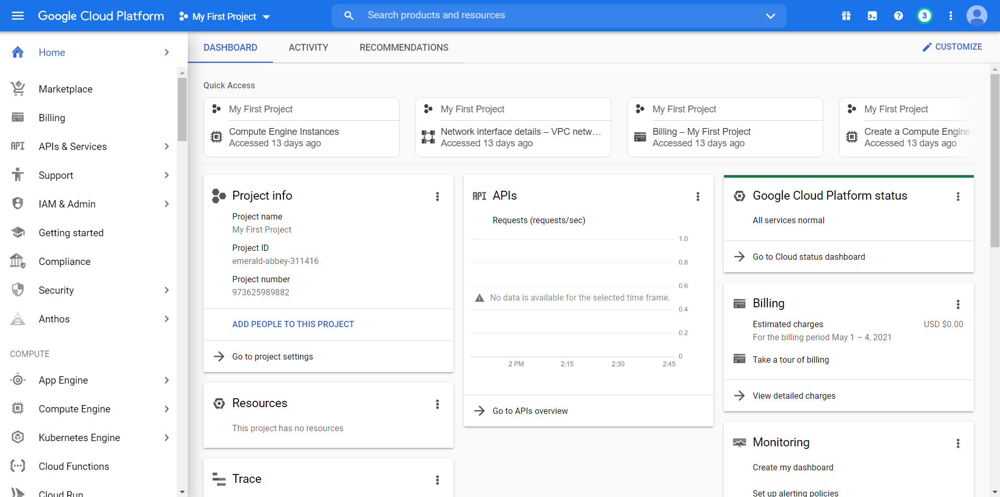 Google Cloud Platform
My First Project
Search products and resources
3
Home
Marketplace
Billing
API
APIs & Services
Support
IAM & Admin
Getting started
Compliance
Security
Anthos
COMPUTE
App Engine
Compute Engine
Kubernetes Engine
Cloud Functions
Cloud Run
DASHBOARD
ACTIVITY
RECOMMENDATIONS
CUSTOMIZE
Quick Access
My First Project
Compute Engine Instances
Accessed 13 days ago
My First Project
Network interface details – VPC netw…
Accessed 13 days ago
My First Project
Billing – My First Project
Accessed 13 days ago
My First Project
Create a Compute Engine
Accessed 13 days ago
Project info
Project name
My First Project
Project ID
emerald-abbey-311416
Project number
973625989882
ADD PEOPLE TO THIS PROJECT
Go to project settings
Resources
This project has no resources
Trace
API
APIs
Requests (requests/sec)
1.0
0.8
0.6
No data is available for the selected time frame.
0.4
0.2
0
2 PM
2:15
2:30
2:45
Go to APIs overview
Google Cloud Platform status
All services normal
Go to Cloud status dashboard
Billing
Estimated charges
USD $0.00
For the billing period May 1 – 4, 2021
Take a tour of billing
View detailed charges
Monitoring
Create my dashboard
Set up alerting policies